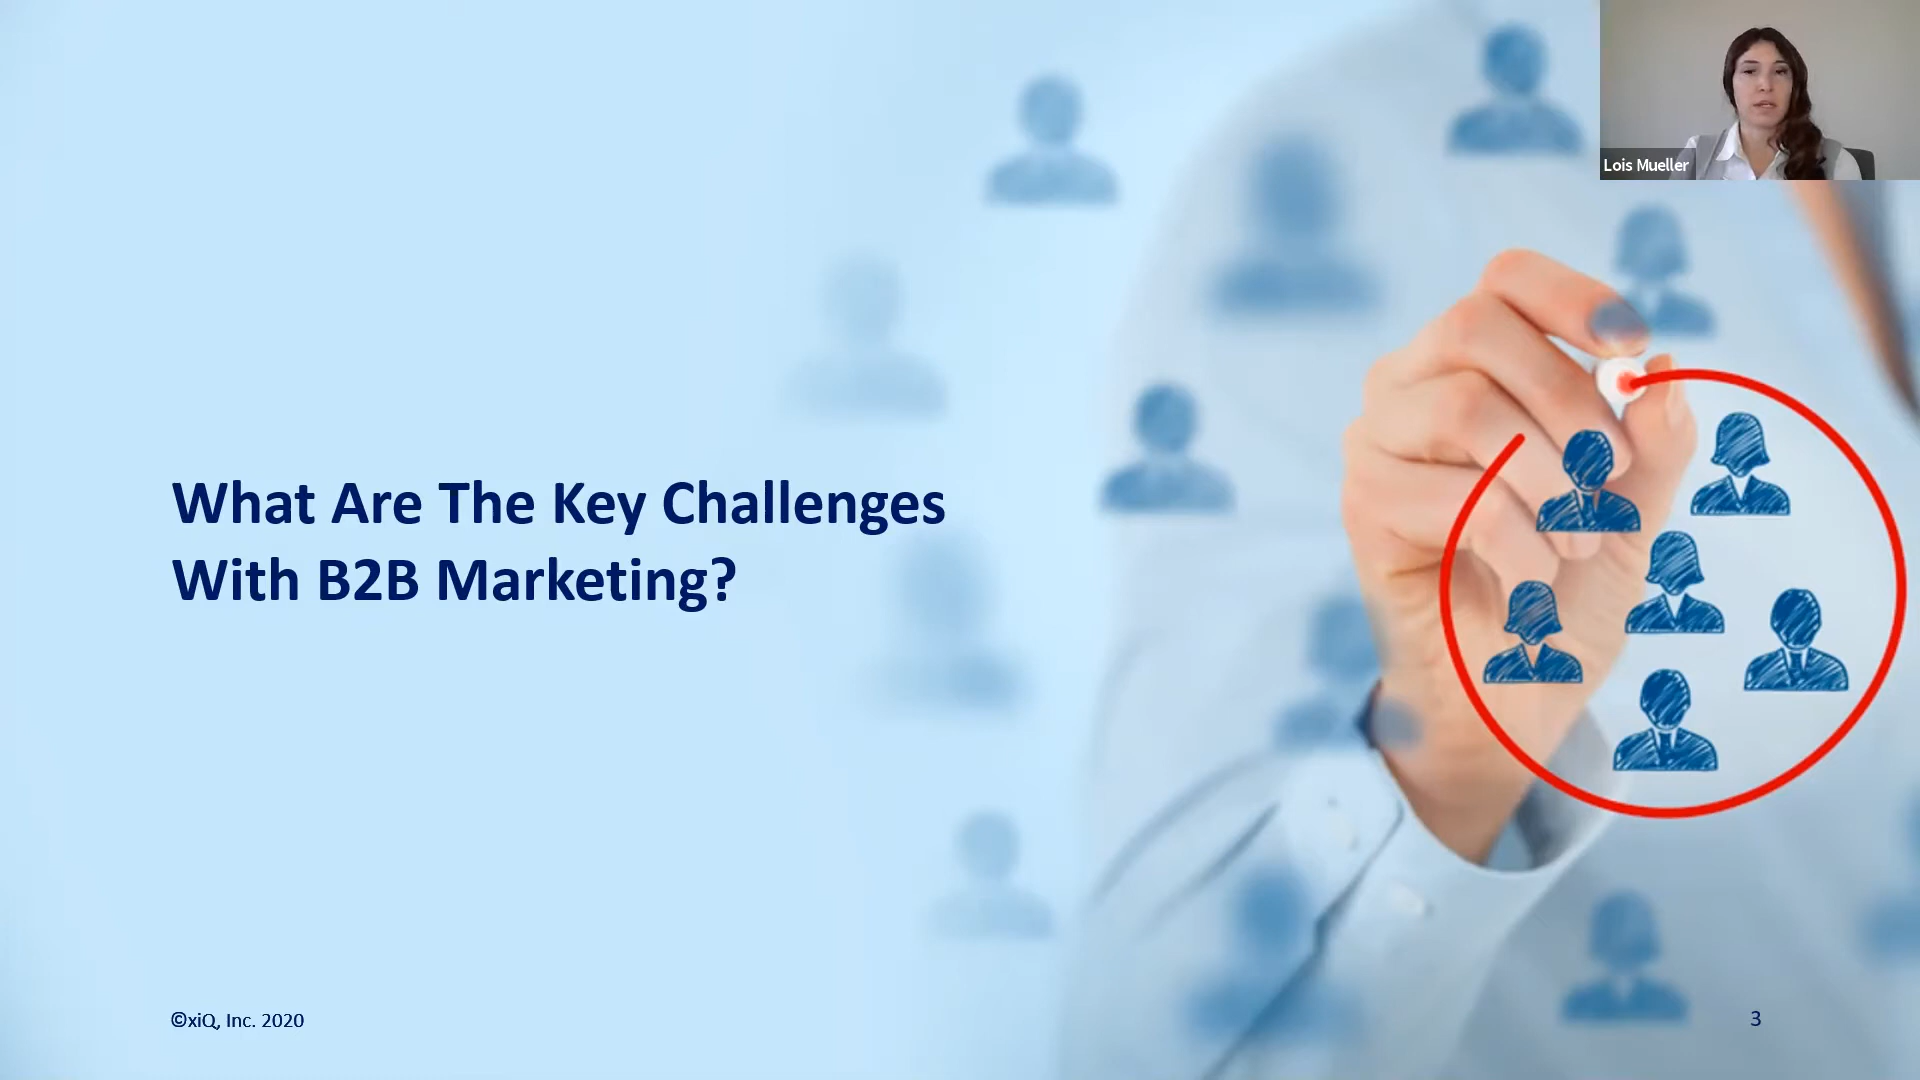 Lois Mueller
What Are The Key Challenges
With B2B Marketing?
©xiQ, Inc. 2020
3